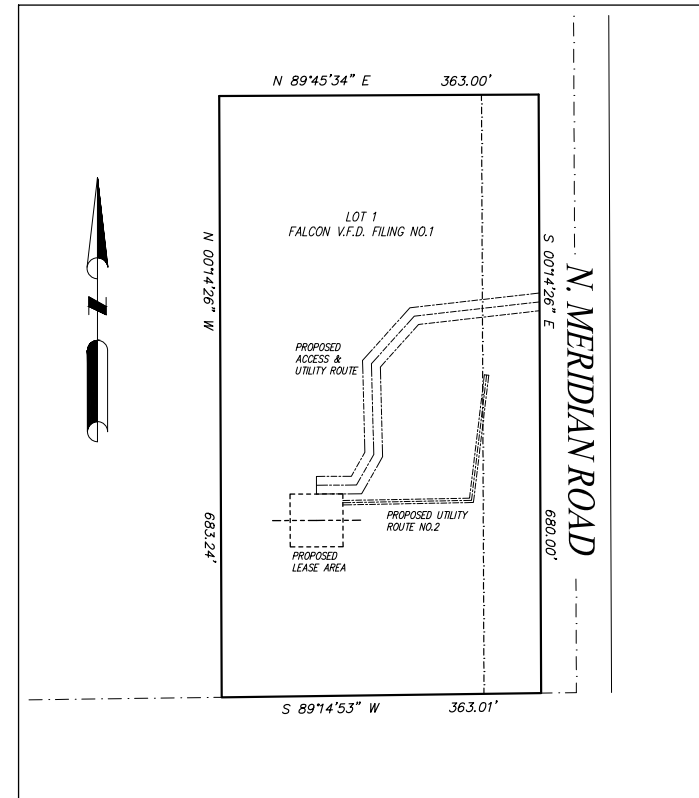 N 89°45'34" E 363.00'
LOT 1
FALCON V.F.D. FILING NO.1
N 00°14'26" W
S 00°14'26" E
N. MERIDIAN ROAD
N
PROPOSED
ACCESS &
UTILITY ROUTE
683.24'
680.00'
PROPOSED UTILITY
ROUTE NO.2
PROPOSED
LEASE AREA
S 89°14'53" W 363.01'